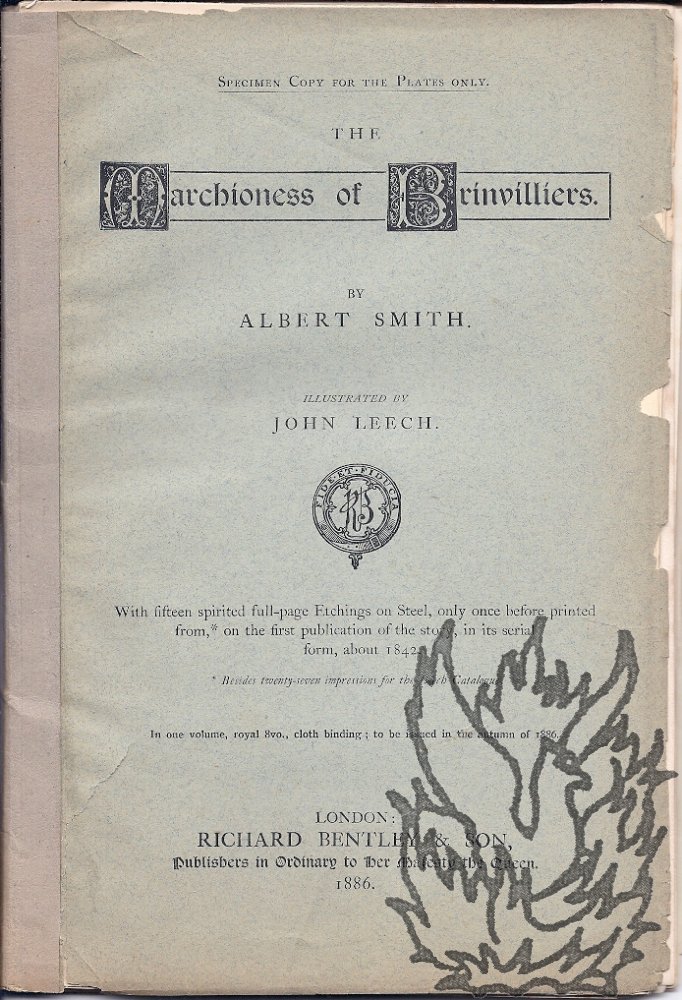 SPECIMEN COPY FOR THE PLATES ONLY.
THE
Marchioness of Brinvilliers.
BY
ALBERT SMITH.
ILLUSTRATED BY
JOHN LEECH.
FIDE·ET·FIDUCIA
RB
With fifteen spirited full-page Etchings on Steel, only once before printed
from,* on the first publication of the story, in its serial
form, about 1842.
* Besides twenty-seven impressions for the Leech Catalogue.
In one volume, royal 8vo., cloth binding; to be issued in the autumn of 1886.
LONDON:
RICHARD BENTLEY & SON,
Publishers in Ordinary to Her Majesty the Queen.
1886.